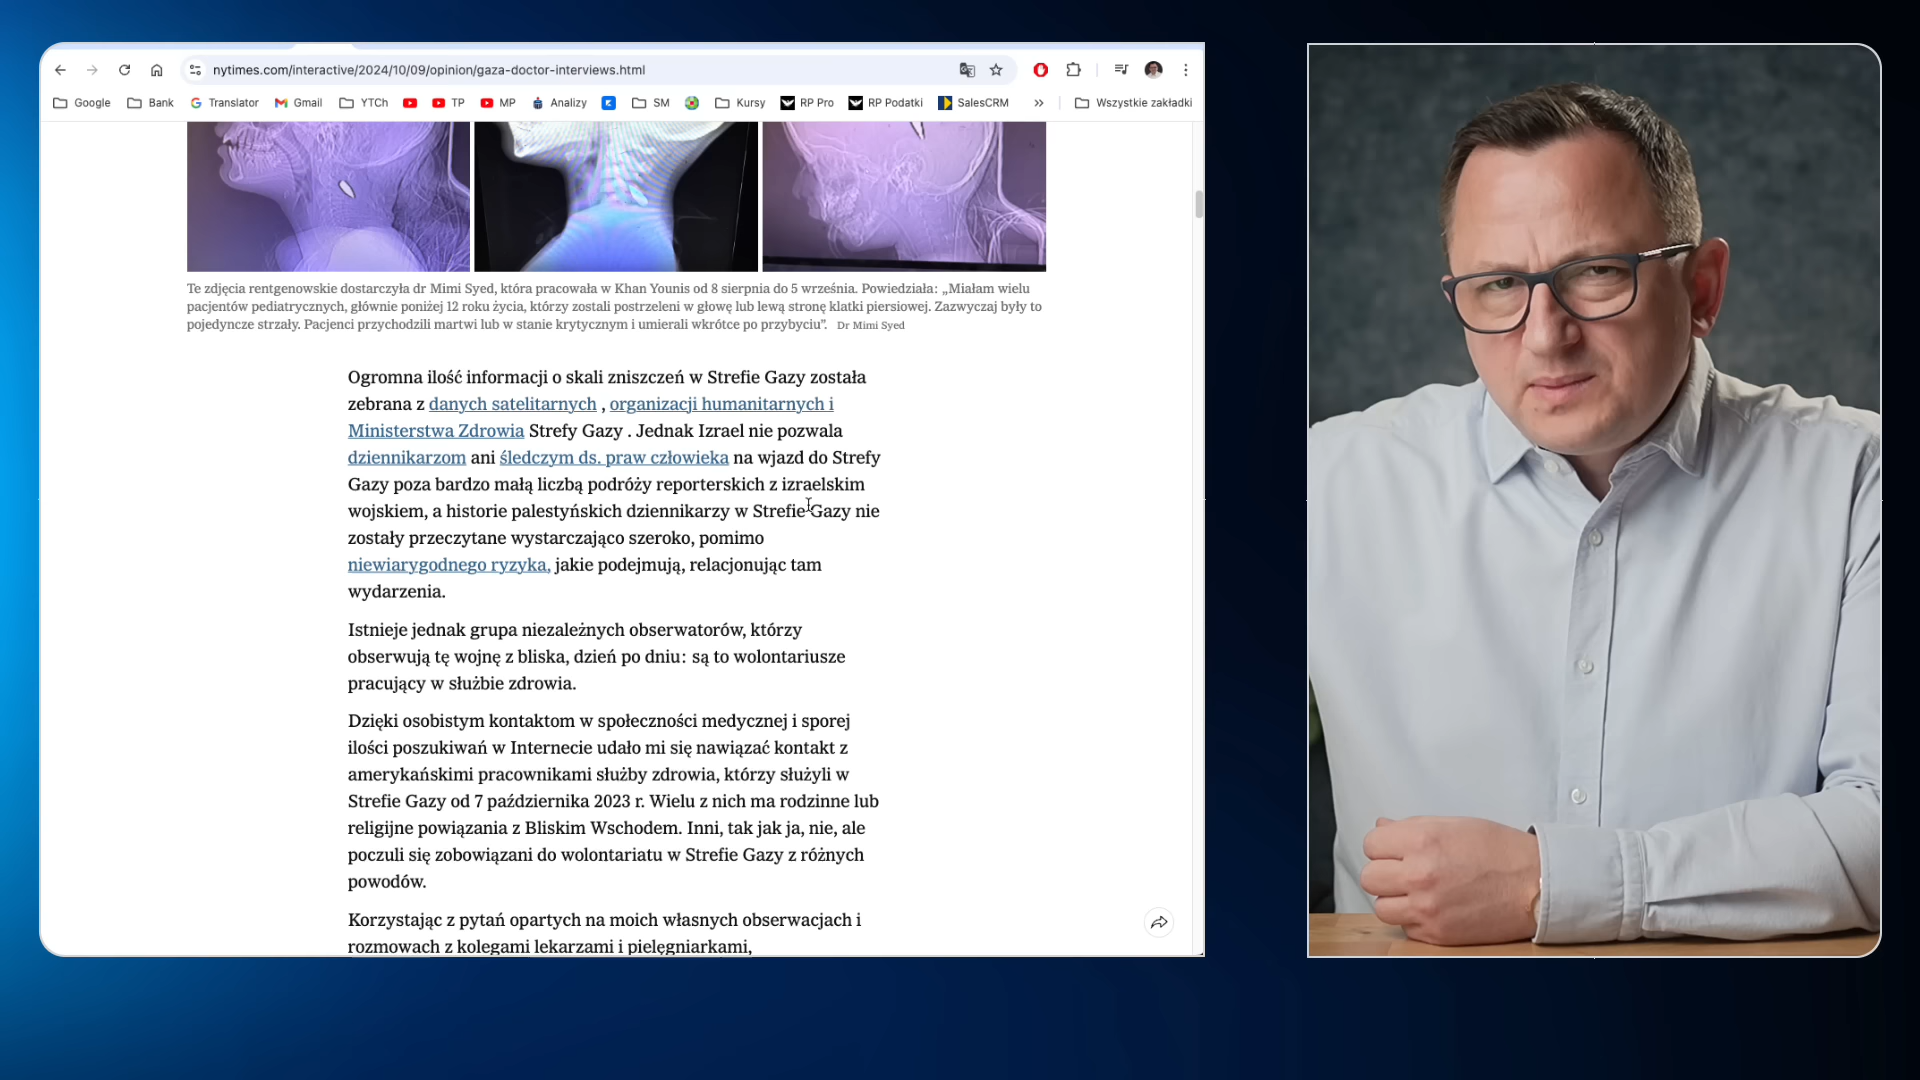 nytimes.com/interactive/2024/10/09/opinion/gaza-doctor-interviews.html
Google Bank Translator Gmail YTCh TP MP Analizy SM Kursy RP Pro RP Podatki SalesCRM » Wszystkie zakładki
Te zdjęcia rentgenowskie dostarczyła dr Mimi Syed, która pracowała w Khan Younis od 8 sierpnia do 5 września. Powiedziała: „Miałam wielu
pacjentów pediatrycznych, głównie poniżej 12 roku życia, którzy zostali postrzeleni w głowę lub lewą stronę klatki piersiowej. Zazwyczaj były to
pojedyncze strzały. Pacjenci przychodzili martwi lub w stanie krytycznym i umierali wkrótce po przybyciu”. Dr Mimi Syed
Ogromna ilość informacji o skali zniszczeń w Strefie Gazy została
zebrana z danych satelitarnych , organizacji humanitarnych i
Ministerstwa Zdrowia Strefy Gazy . Jednak Izrael nie pozwala
dziennikarzom ani śledczym ds. praw człowieka na wjazd do Strefy
Gazy poza bardzo małą liczbą podróży reporterskich z izraelskim
wojskiem, a historie palestyńskich dziennikarzy w Strefie Gazy nie
zostały przeczytane wystarczająco szeroko, pomimo
niewiarygodnego ryzyka, jakie podejmują, relacjonując tam
wydarzenia.
Istnieje jednak grupa niezależnych obserwatorów, którzy
obserwują tę wojnę z bliska, dzień po dniu: są to wolontariusze
pracujący w służbie zdrowia.
Dzięki osobistym kontaktom w społeczności medycznej i sporej
ilości poszukiwań w Internecie udało mi się nawiązać kontakt z
amerykańskimi pracownikami służby zdrowia, którzy służyli w
Strefie Gazy od 7 października 2023 r. Wielu z nich ma rodzinne lub
religijne powiązania z Bliskim Wschodem. Inni, tak jak ja, nie, ale
poczuli się zobowiązani do wolontariatu w Strefie Gazy z różnych
powodów.
Korzystając z pytań opartych na moich własnych obserwacjach i
rozmowach z kolegami lekarzami i pielęgniarkami,